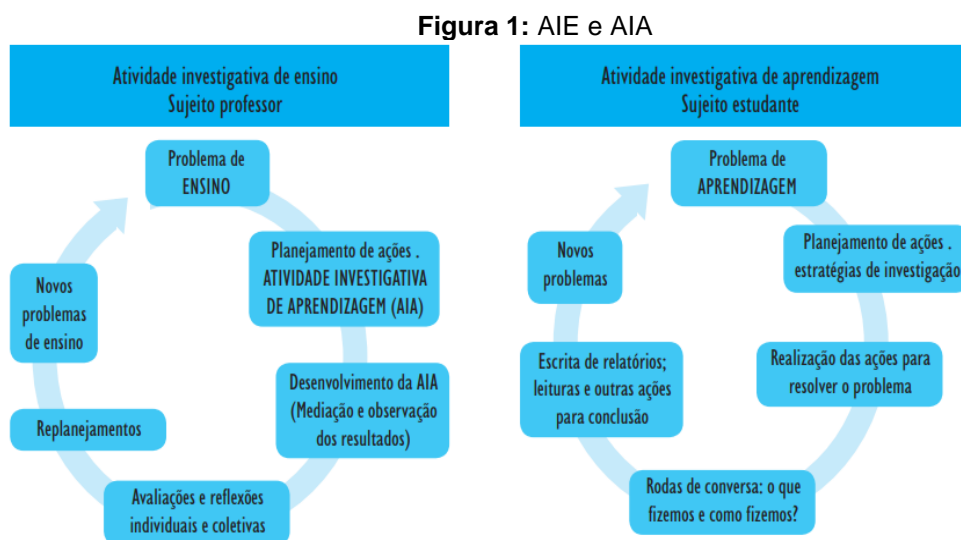 Figura 1: AIE e AIA
Atividade investigativa de ensino
Sujeito professor
Problema de
ENSINO
Planejamento de ações .
ATIVIDADE INVESTIGATIVA
DE APRENDIZAGEM (AIA)
Desenvolvimento da AIA
(Mediação e observação
dos resultados)
Avaliações e reflexões
individuais e coletivas
Replanejamentos
Novos
problemas
de ensino
Atividade investigativa de aprendizagem
Sujeito estudante
Problema de
APRENDIZAGEM
Planejamento de ações .
estratégias de investigação
Realização das ações para
resolver o problema
Rodas de conversa: o que
fizemos e como fizemos?
Escrita de relatórios;
leituras e outras ações
para conclusão
Novos
problemas